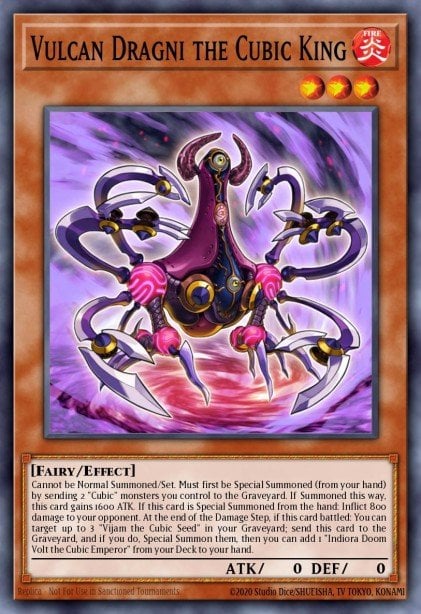 Vulcan Dragni the Cubic King
FIRE
炎
[Fairy/Effect]
Cannot be Normal Summoned/Set. Must first be Special Summoned (from your hand)
by sending 2 "Cubic" monsters you control to the Graveyard. If Summoned this way,
this card gains 1600 ATK. If this card is Special Summoned from the hand: Inflict 800
damage to your opponent. At the end of the Damage Step, if this card battled: You can
target up to 3 "Vijam the Cubic Seed" in your Graveyard; send this card to the
Graveyard, and if you do, Special Summon them, then you can add 1 "Indiora Doom
Volt the Cubic Emperor" from your Deck to your hand.
ATK/ 0 DEF/ 0
Replica - Not For Use in Sanctioned Tournaments
©2020 Studio Dice/SHUEISHA, TV TOKYO, KONAMI